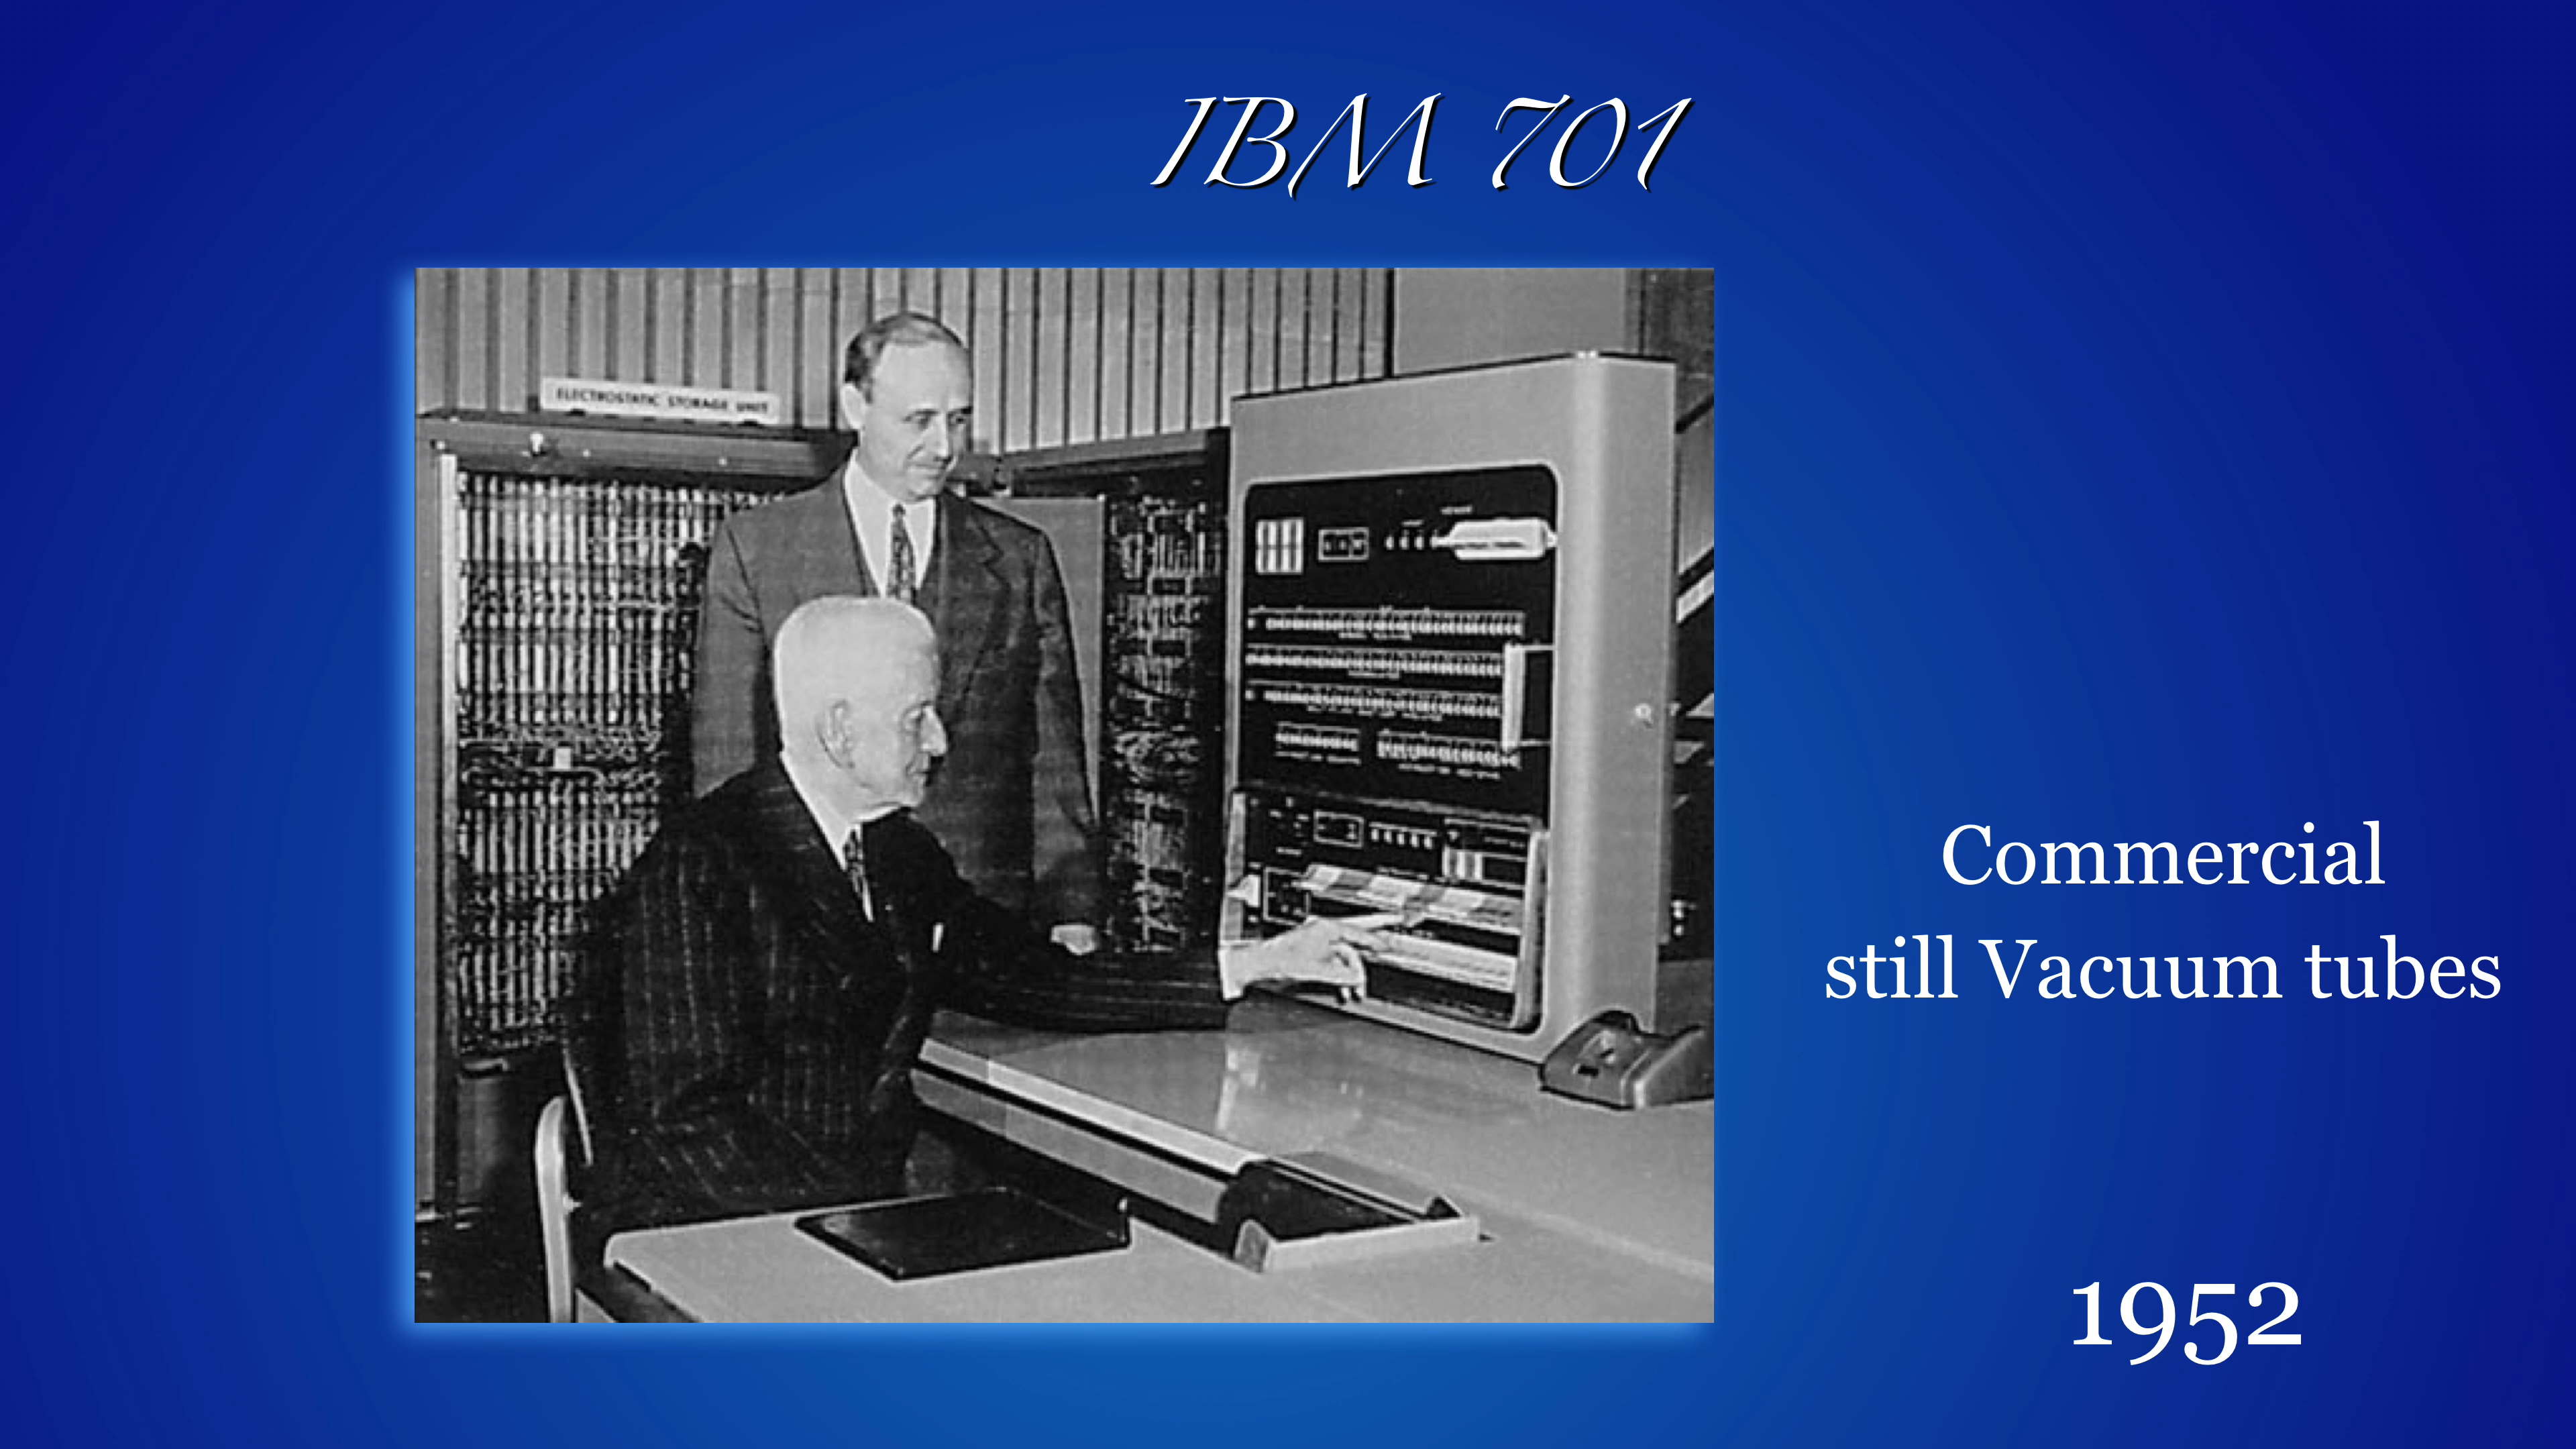 IBM 701
ELECTROSTATIC STORAGE UNIT
Commercial
still Vacuum tubes
1952